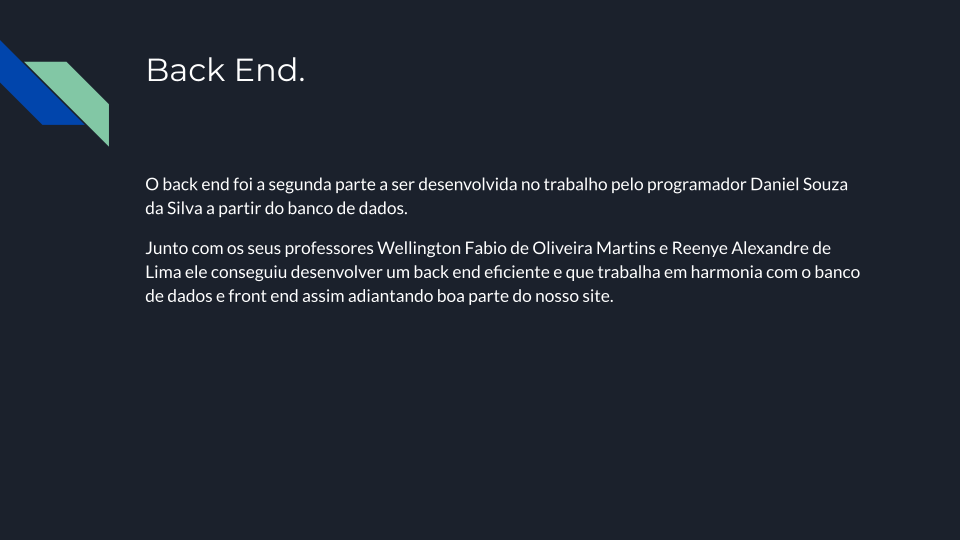 Back End.
O back end foi a segunda parte a ser desenvolvida no trabalho pelo programador Daniel Souza
da Silva a partir do banco de dados.
Junto com os seus professores Wellington Fabio de Oliveira Martins e Reenye Alexandre de
Lima ele conseguiu desenvolver um back end eficiente e que trabalha em harmonia com o banco
de dados e front end assim adiantando boa parte do nosso site.